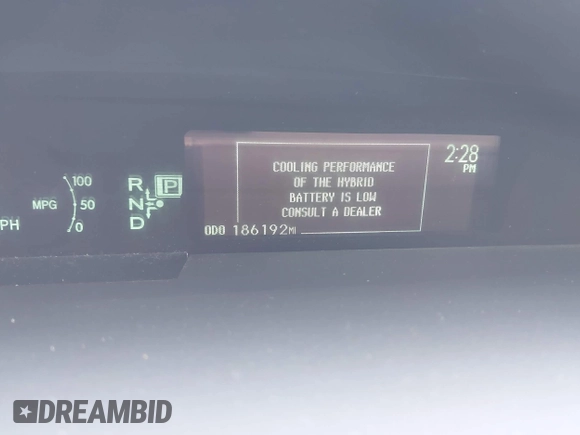 2:28
PM
COOLING PERFORMANCE
OF THE HYBRID
BATTERY IS LOW
CONSULT A DEALER
ODO 186192MI
100
MPG 50
0
PH
R P
N
D
DREAMBID